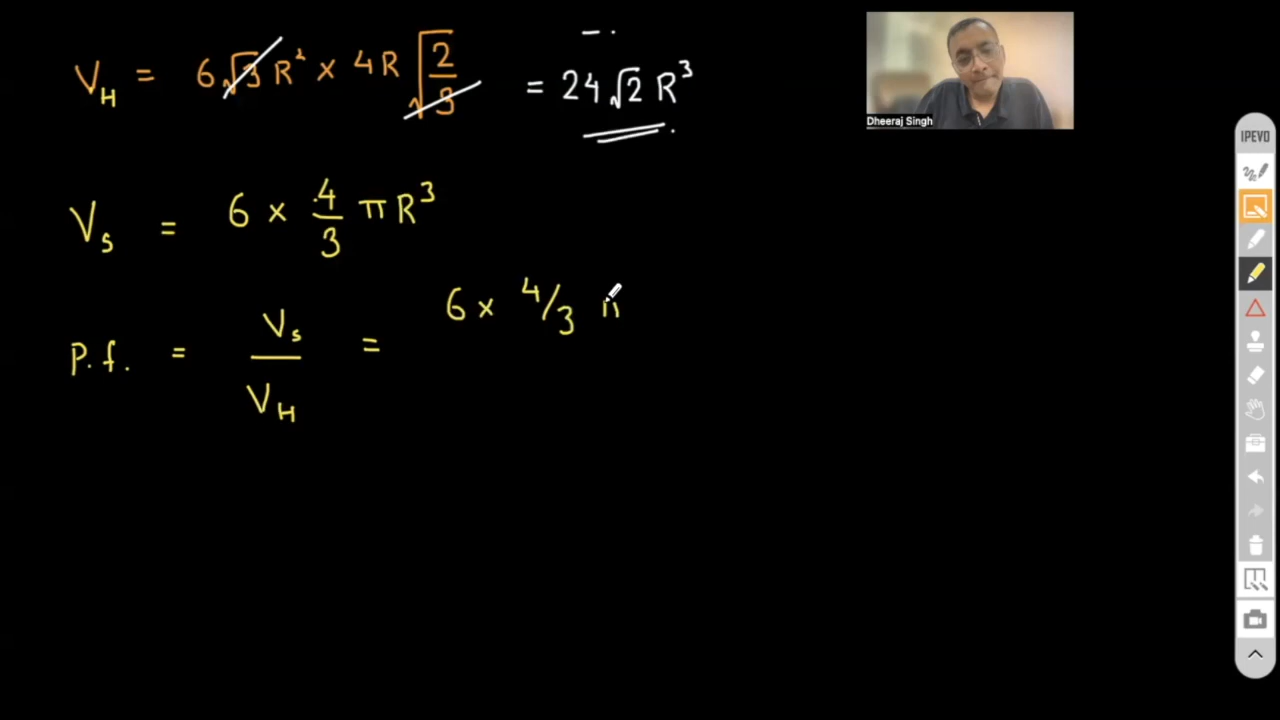 V_H = 6√3 R² × 4R √(2/3) = 24√2 R³
Dheeraj Singh
IPEVO
V_s = 6 × 4/3 π R³
P.f. = V_s / V_H = 6 × 4/3 π